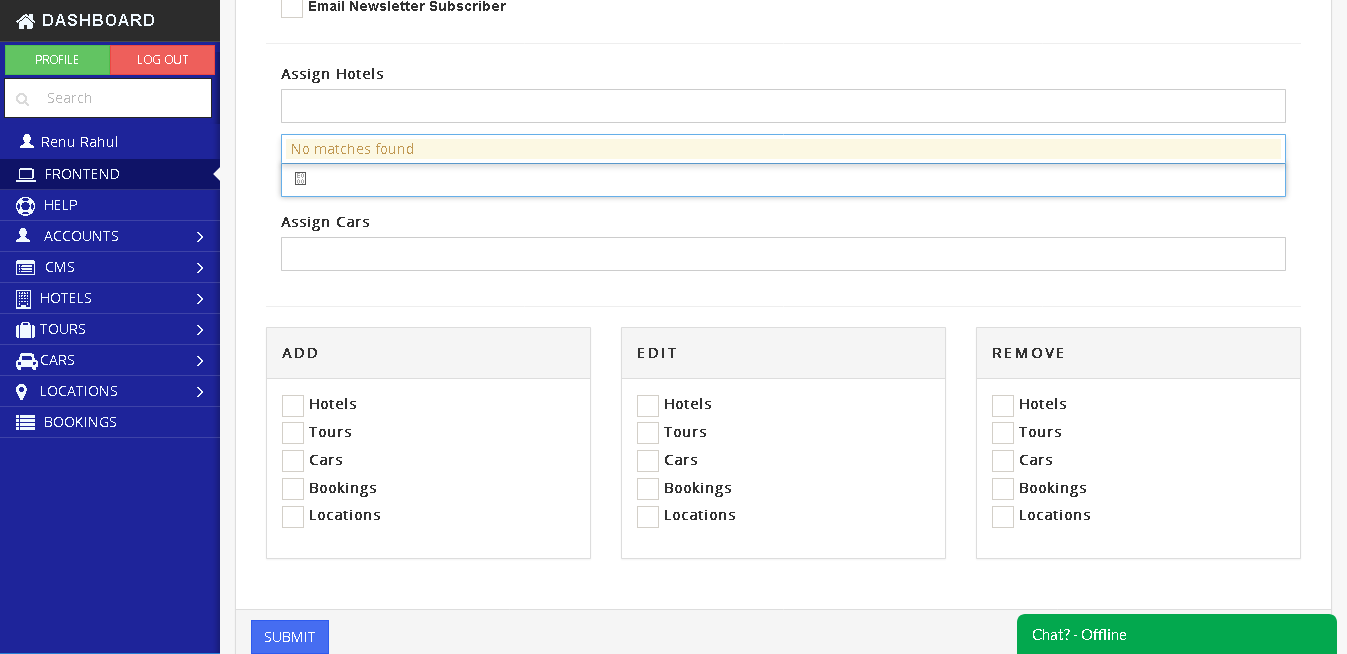 DASHBOARD
PROFILE
LOG OUT
Search
Renu Rahul
FRONTEND
HELP
ACCOUNTS
CMS
HOTELS
TOURS
CARS
LOCATIONS
BOOKINGS
Email Newsletter Subscriber
Assign Hotels
No matches found
Assign Cars
ADD
Hotels
Tours
Cars
Bookings
Locations
EDIT
Hotels
Tours
Cars
Bookings
Locations
REMOVE
Hotels
Tours
Cars
Bookings
Locations
SUBMIT
Chat? - Offline